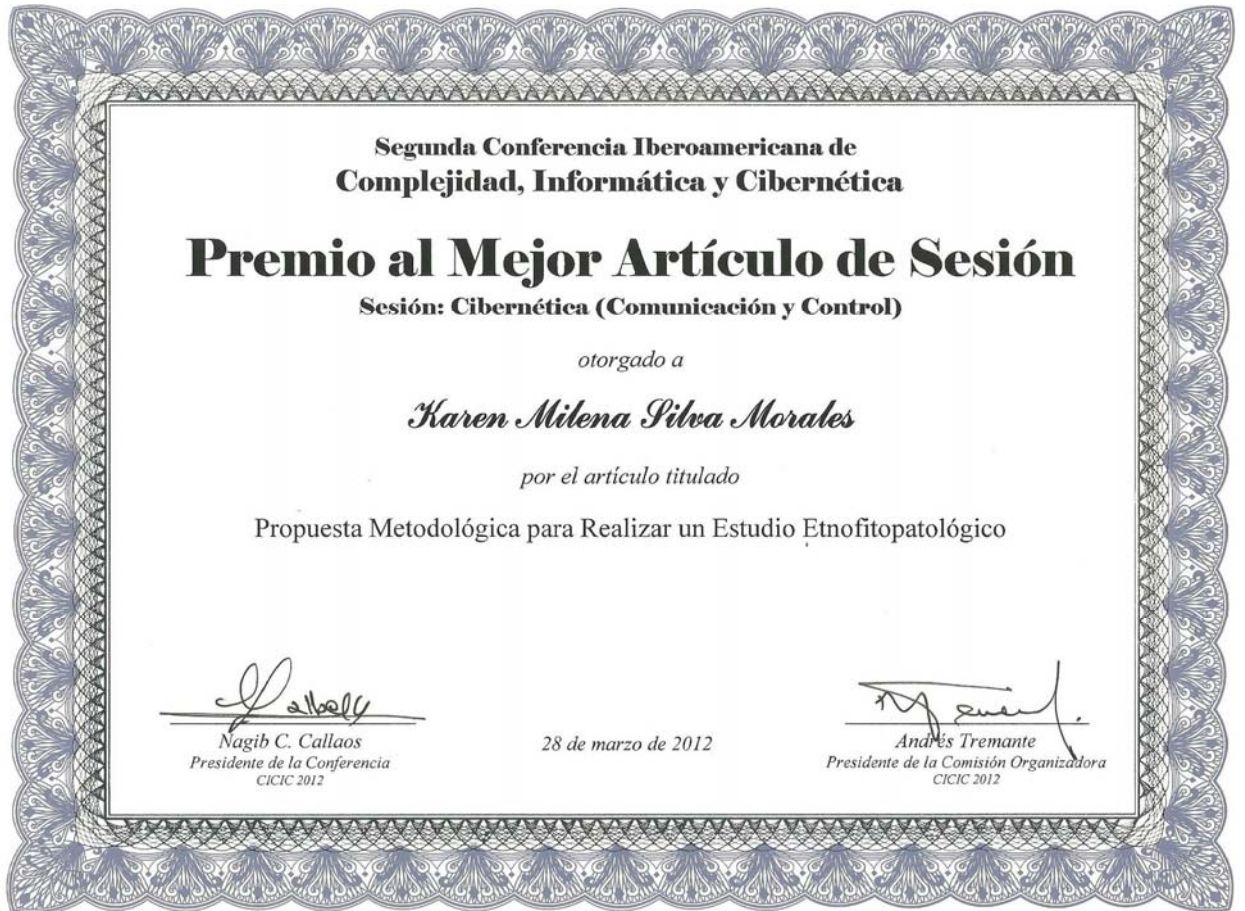 Segunda Conferencia Iberoamericana de
Complejidad, Informática y Cibernética
Premio al Mejor Artículo de Sesión
Sesión: Cibernética (Comunicación y Control)
otorgado a
Karen Milena Silva Morales
por el artículo titulado
Propuesta Metodológica para Realizar un Estudio Etnofitopatológico
Nagib C. Callaos
Presidente de la Conferencia
CICIC 2012
28 de marzo de 2012
Andrés Tremante
Presidente de la Comisión Organizadora
CICIC 2012